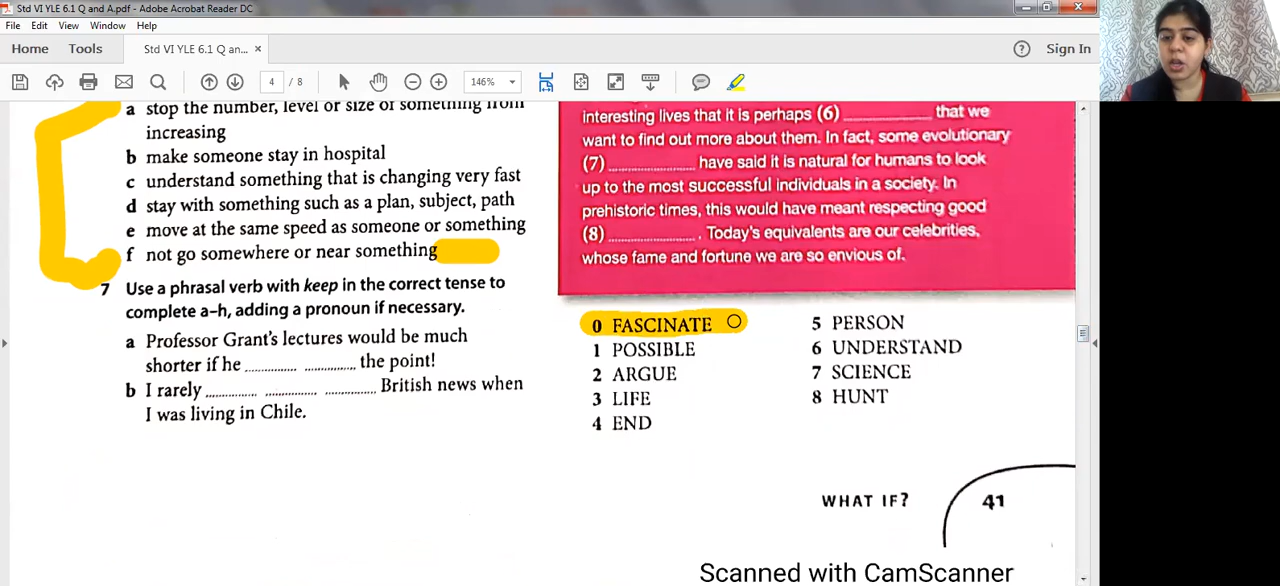 Std VI YLE 6.1 Q and A.pdf - Adobe Acrobat Reader DC
File Edit View Window Help
Home Tools Std VI YLE 6.1 Q an... × ? Sign In
4 / 8 146%
a stop the number, level or size of something from
increasing
b make someone stay in hospital
c understand something that is changing very fast
d stay with something such as a plan, subject, path
e move at the same speed as someone or something
f not go somewhere or near something
7 Use a phrasal verb with keep in the correct tense to
complete a–h, adding a pronoun if necessary.
a Professor Grant's lectures would be much
shorter if he .............. .............. the point!
b I rarely .............. .............. .............. British news when
I was living in Chile.
interesting lives that it is perhaps (6) .............. that we
want to find out more about them. In fact, some evolutionary
(7) .............. have said it is natural for humans to look
up to the most successful individuals in a society. In
prehistoric times, this would have meant respecting good
(8) .............. . Today's equivalents are our celebrities,
whose fame and fortune we are so envious of.
0 FASCINATE
1 POSSIBLE
2 ARGUE
3 LIFE
4 END
5 PERSON
6 UNDERSTAND
7 SCIENCE
8 HUNT
WHAT IF? 41
Scanned with CamScanner